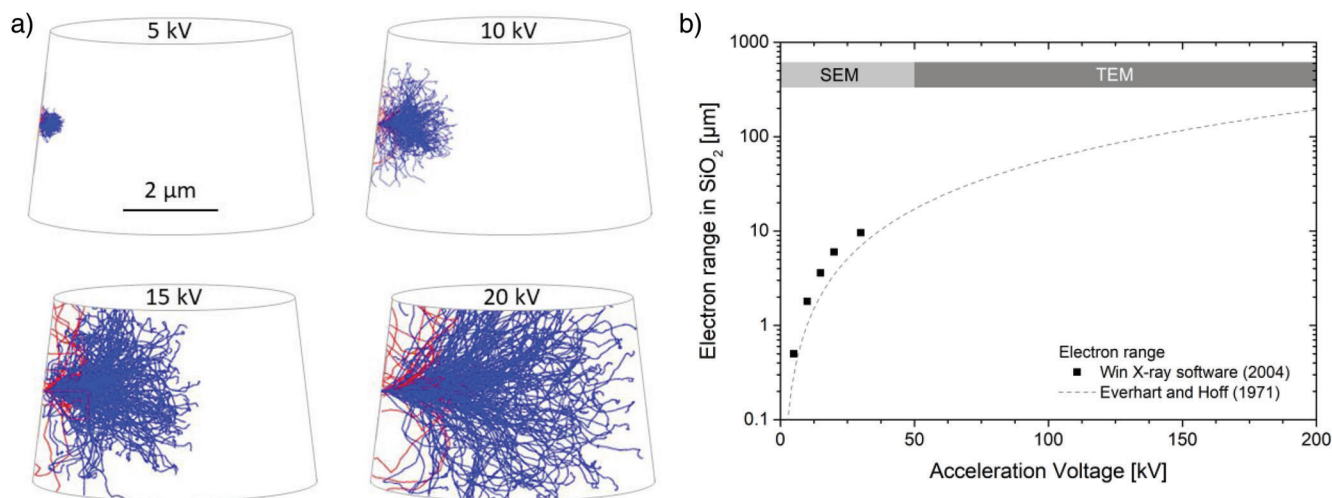 a)
5 kV
10 kV
2 μm
15 kV
20 kV
b)
Electron range in SiO₂ [μm]
1000
100
10
1
0.1
SEM
TEM
Electron range
Win X-ray software (2004)
Everhart and Hoff (1971)
0
50
100
150
200
Acceleration Voltage [kV]